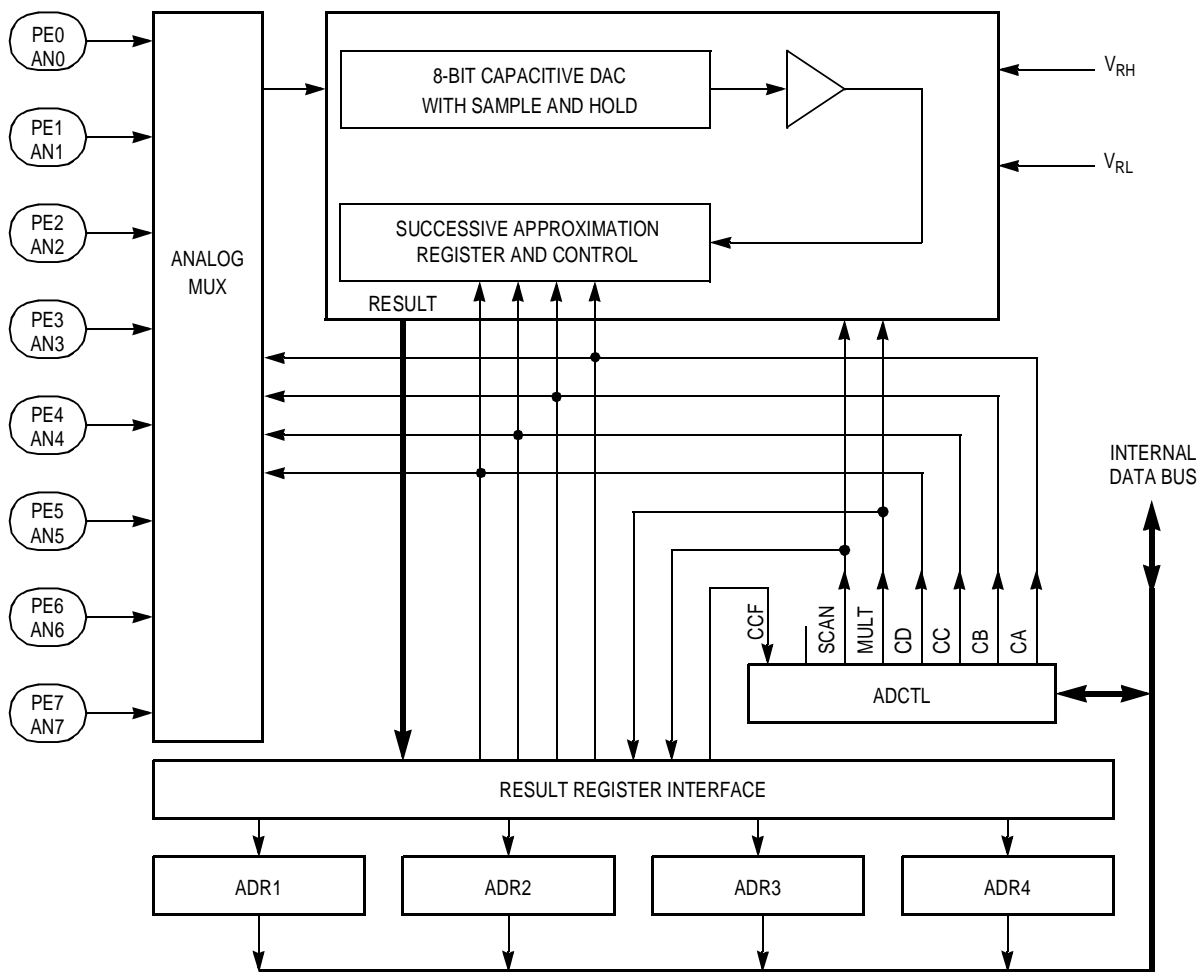 PE0
AN0
PE1
AN1
PE2
AN2
PE3
AN3
PE4
AN4
PE5
AN5
PE6
AN6
PE7
AN7
ANALOG
MUX
8-BIT CAPACITIVE DAC
WITH SAMPLE AND HOLD
SUCCESSIVE APPROXIMATION
REGISTER AND CONTROL
RESULT
VRH
VRL
INTERNAL
DATA BUS
CCF
SCAN
MULT
CD
CC
CB
CA
ADCTL
RESULT REGISTER INTERFACE
ADR1
ADR2
ADR3
ADR4